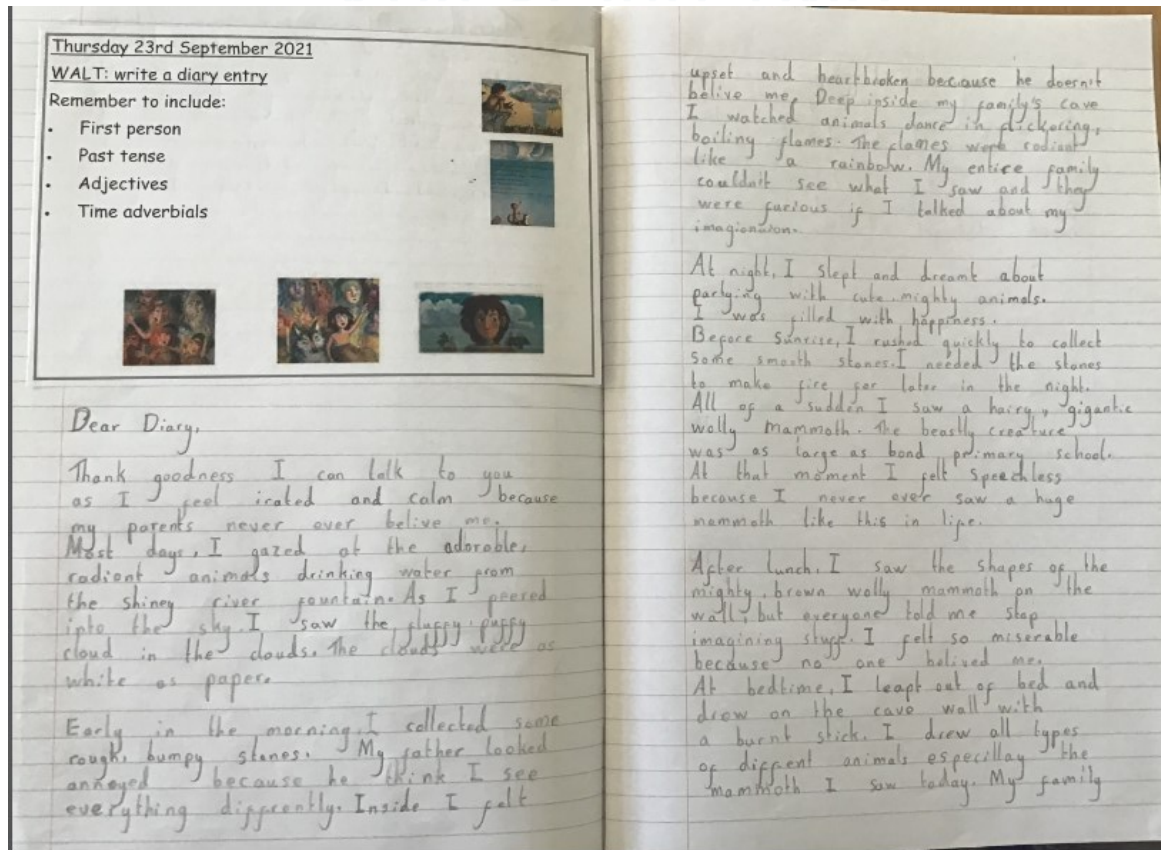 Thursday 23rd September 2021
WALT: write a diary entry
Remember to include:
• First person
• Past tense
• Adjectives
• Time adverbials
Dear Diary,
Thank goodness I can talk to you
as I feel irated and calm because
my parents never ever belive me.
Most days, I gazed at the adorable,
radient animals drinking water from
the shiney river fountain. As I peered
into the sky, I saw the fluffy, puffy
cloud in the clouds. The clouds were as
white as paper.
Early in the morning, I collected some
rough, bumpy stones. My father looked
annoyed because he think I see
everything diffrently. Inside I felt
upset and heartbroken because he doesn't
belive me. Deep inside my family's cave
I watched animals dance in flickering,
boiling flames. The flames were radiant
like a rainbow. My entire family
couldn't see what I saw and they
were furious if I talked about my
At night, I slept and dreamt about
partying with cute, mighty animals.
I was filled with happiness.
Before Sunrise, I rushed quickly to collect
some smooth stones. I needed the stones
to make fire for later in the night.
All of a sudden I saw a hairy, gigantic
wolly mammoth. The beastly creature
was as large as bond primary school.
At that moment I felt speechless
because I never ever saw a huge
mammoth like this in life.
After lunch, I saw the shapes of the
mighty, brown wolly mammoth on the
wall, but everyone told me stop
imagining stuff. I felt so miserable
because no one belived me.
At bedtime, I leapt out of bed and
drew on the cave wall with
a burnt stick. I drew all types
of diffent animals especillay the
mammoth I saw today. My family